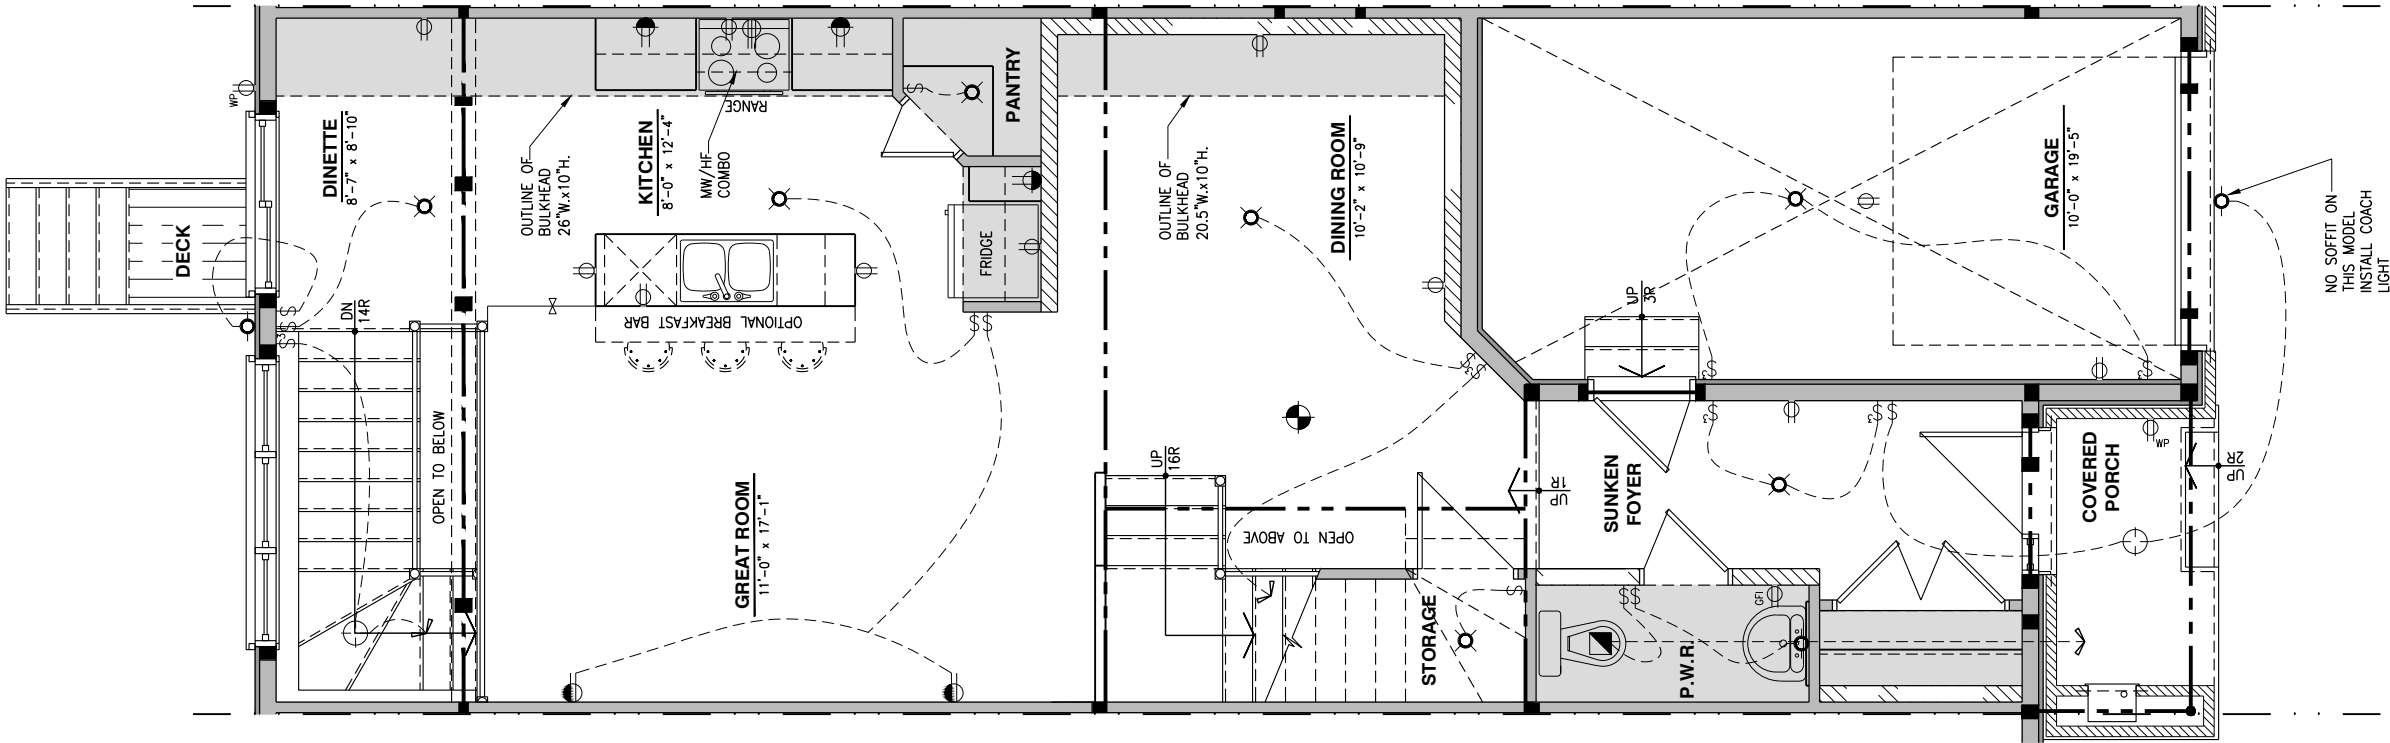 DECK
WP
DINETTE
8'-7" x 8'-10"
DN
14R
OPEN TO BELOW
OUTLINE OF
BULKHEAD
26"W.x10"H.
KITCHEN
8'-0" x 12'-4"
MW/HF
COMBO
RANGE
PANTRY
FRIDGE
OPTIONAL BREAKFAST BAR
GREAT ROOM
11'-0" x 17'-1"
OUTLINE OF
BULKHEAD
20.5"W.x10"H.
DINING ROOM
10'-2" x 10'-9"
UP
16R
OPEN TO ABOVE
STORAGE
UP
1R
SUNKEN
FOYER
P.W.R.
GFI
UP
3R
GARAGE
10'-0" x 19'-5"
COVERED
PORCH
WP
UP
2R
NO SOFFIT ON
THIS MODEL
INSTALL COACH
LIGHT